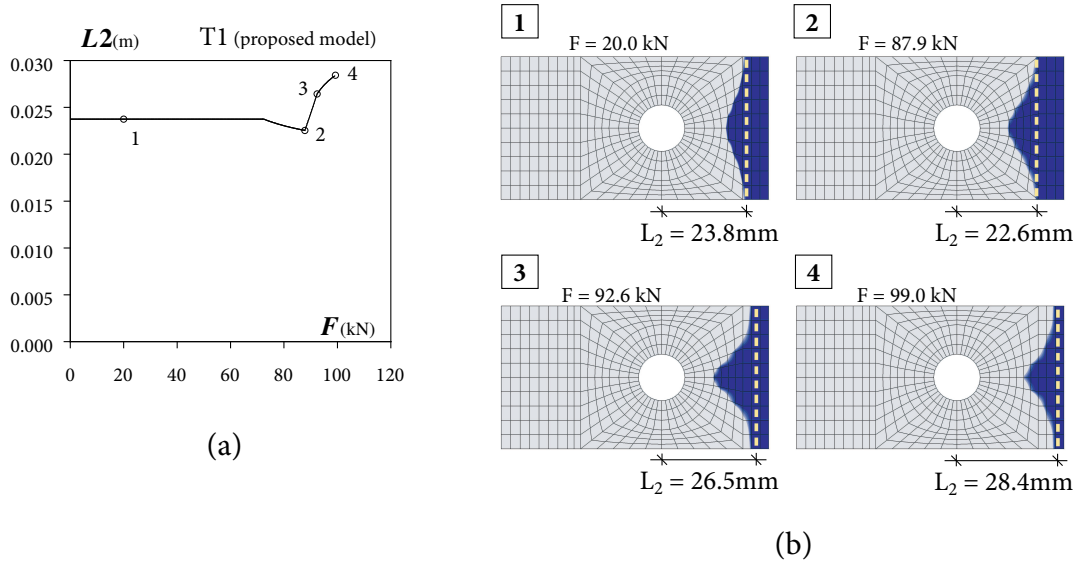 L2(m) T1 (proposed model)
0.030
0.025
0.020
0.015
0.010
0.005
0.000
0 20 40 60 80 100 120
F(kN)
1
2
3
4
(a)
1
F = 20.0 kN
L2 = 23.8mm
2
F = 87.9 kN
L2 = 22.6mm
3
F = 92.6 kN
L2 = 26.5mm
4
F = 99.0 kN
L2 = 28.4mm
(b)